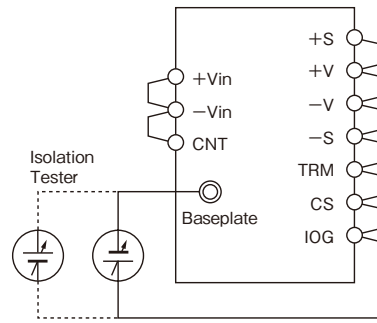 +S
+V
−V
−S
TRM
CS
IOG
+Vin
−Vin
CNT
Isolation
Tester
Baseplate